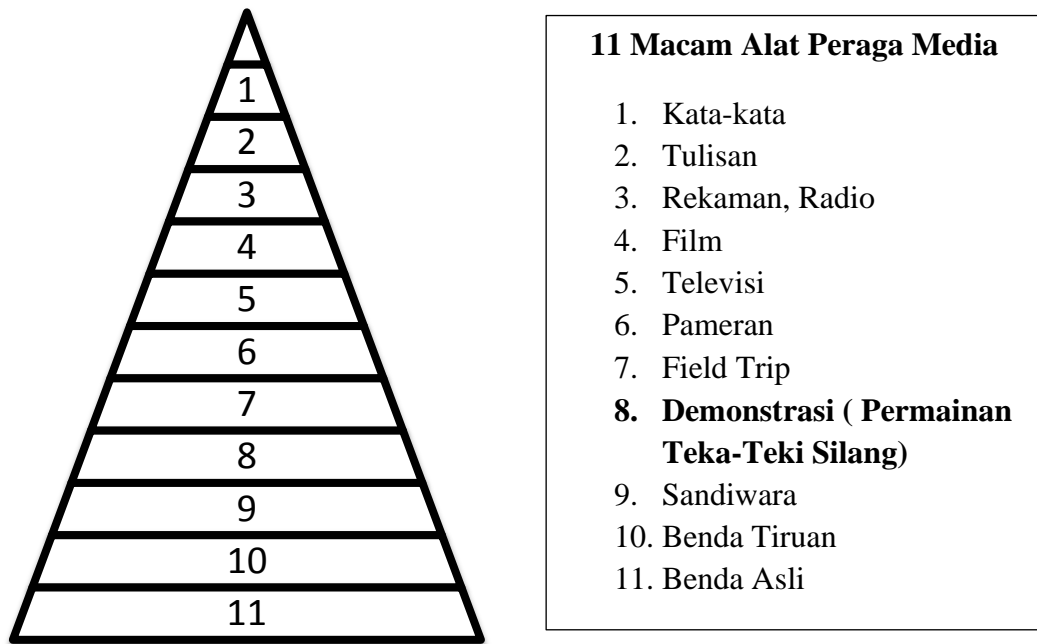 1
2
3
4
5
6
7
8
9
10
11
11 Macam Alat Peraga Media
1. Kata-kata
2. Tulisan
3. Rekaman, Radio
4. Film
5. Televisi
6. Pameran
7. Field Trip
8. Demonstrasi ( Permainan
Teka-Teki Silang)
9. Sandiwara
10. Benda Tiruan
11. Benda Asli